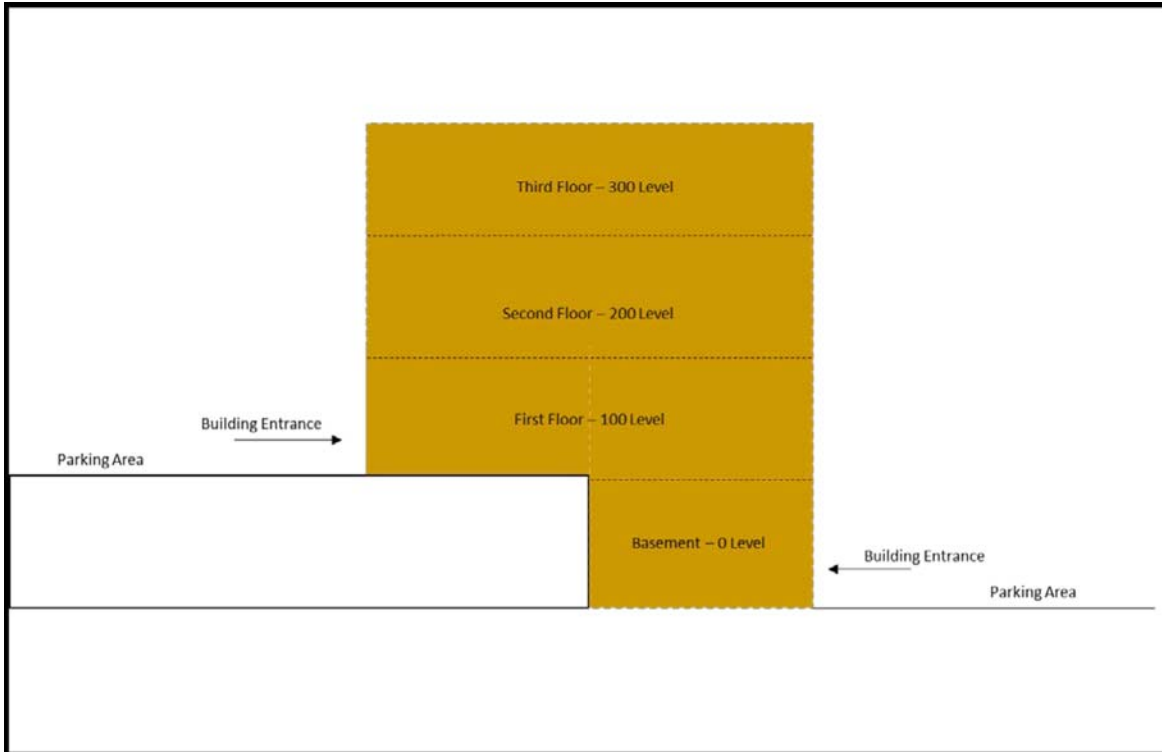 Third Floor – 300 Level
Second Floor – 200 Level
First Floor – 100 Level
Building Entrance
Parking Area
Basement – 0 Level
Building Entrance
Parking Area